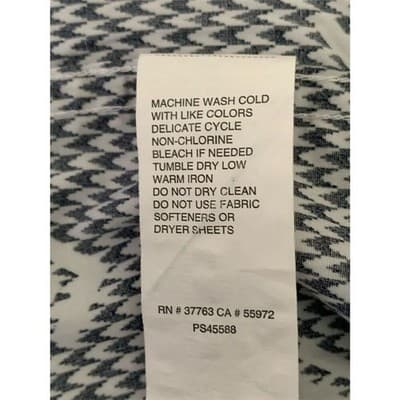 MACHINE WASH COLD
WITH LIKE COLORS
DELICATE CYCLE
NON-CHLORINE
BLEACH IF NEEDED
TUMBLE DRY LOW
WARM IRON
DO NOT DRY CLEAN
DO NOT USE FABRIC
SOFTENERS OR
DRYER SHEETS
RN # 37763 CA # 55972
PS45588